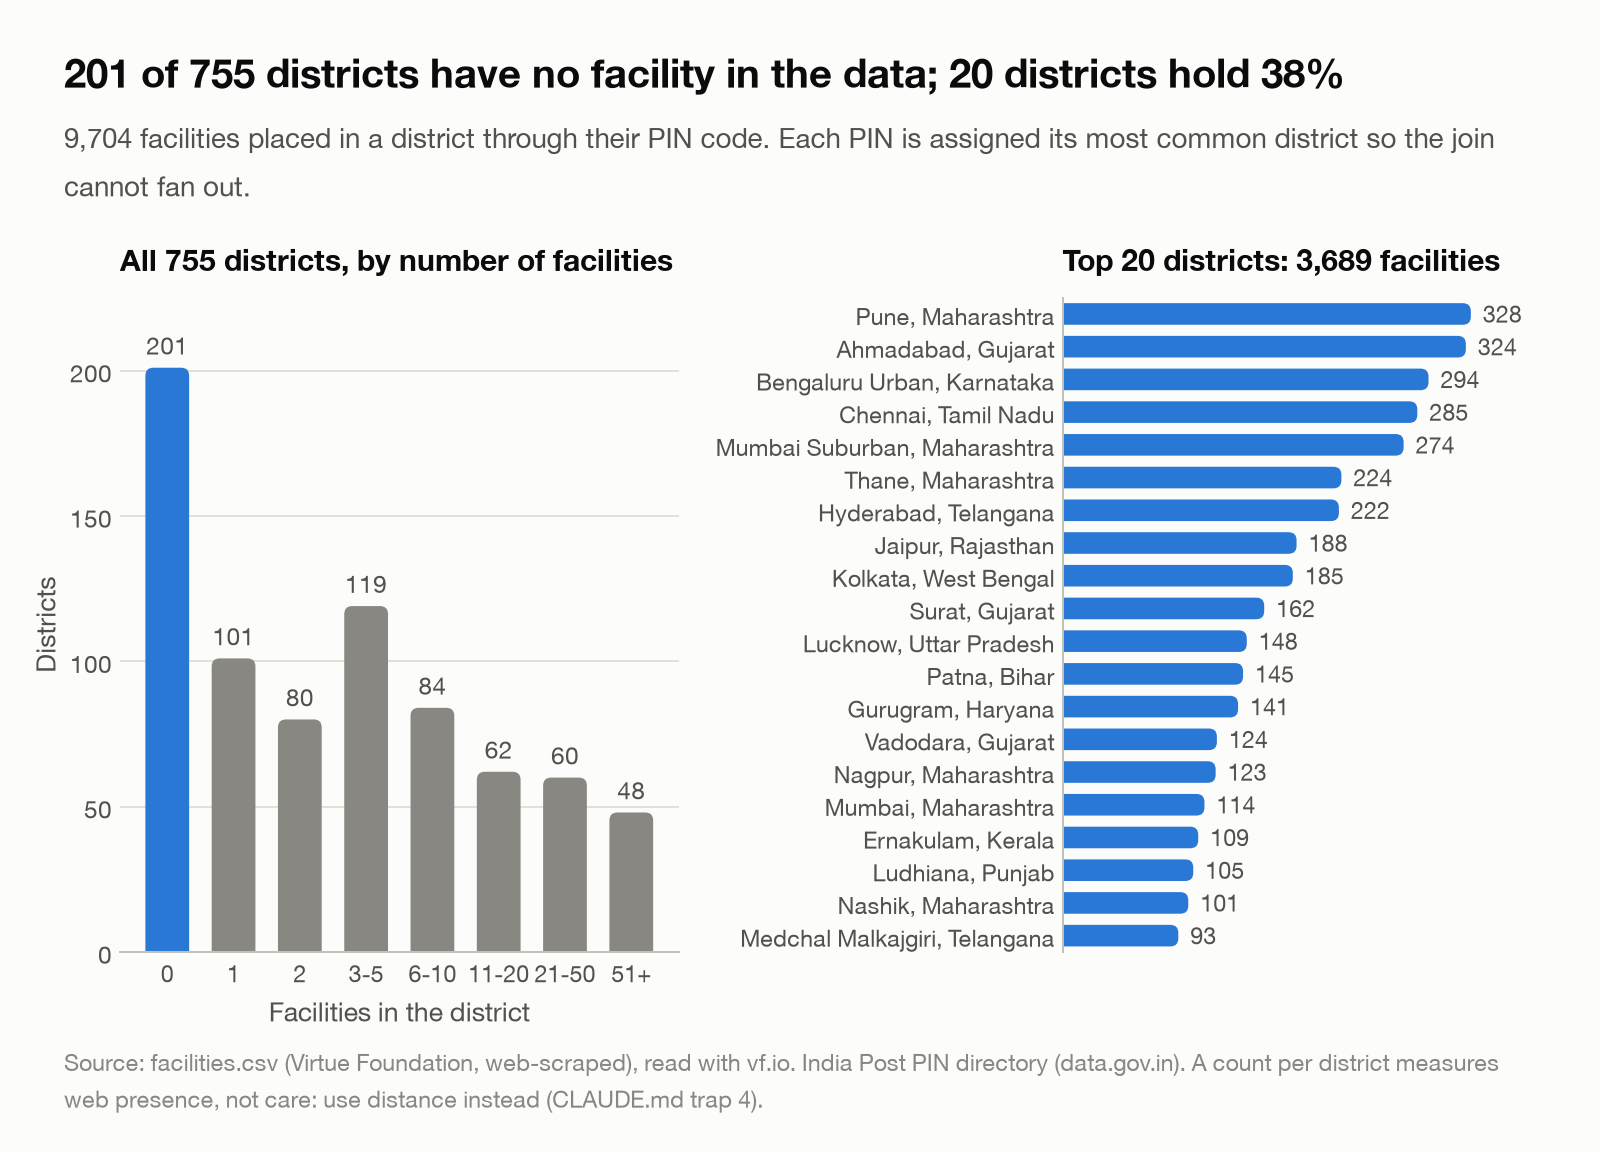 201 of 755 districts have no facility in the data; 20 districts hold 38%
9,704 facilities placed in a district through their PIN code. Each PIN is assigned its most common district so the join
cannot fan out.
All 755 districts, by number of facilities
Districts
200
150
100
50
0
201
101
80
119
84
62
60
48
0 1 2 3-5 6-10 11-20 21-50 51+
Facilities in the district
Top 20 districts: 3,689 facilities
Pune, Maharashtra 328
Ahmadabad, Gujarat 324
Bengaluru Urban, Karnataka 294
Chennai, Tamil Nadu 285
Mumbai Suburban, Maharashtra 274
Thane, Maharashtra 224
Hyderabad, Telangana 222
Jaipur, Rajasthan 188
Kolkata, West Bengal 185
Surat, Gujarat 162
Lucknow, Uttar Pradesh 148
Patna, Bihar 145
Gurugram, Haryana 141
Vadodara, Gujarat 124
Nagpur, Maharashtra 123
Mumbai, Maharashtra 114
Ernakulam, Kerala 109
Ludhiana, Punjab 105
Nashik, Maharashtra 101
Medchal Malkajgiri, Telangana 93
Source: facilities.csv (Virtue Foundation, web-scraped), read with vf.io. India Post PIN directory (data.gov.in). A count per district measures
web presence, not care: use distance instead (CLAUDE.md trap 4).